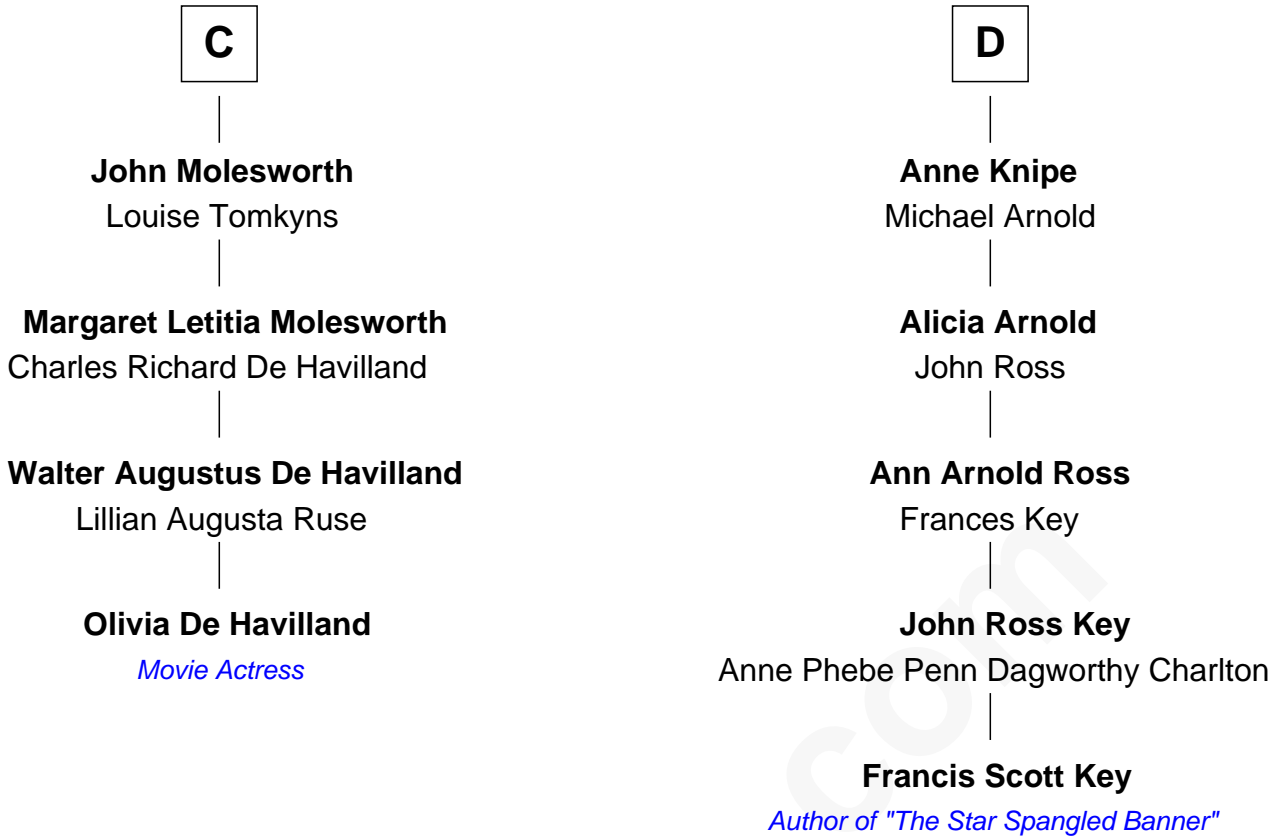 C
John Molesworth
Louise Tomkyns
Margaret Letitia Molesworth
Charles Richard De Havilland
Walter Augustus De Havilland
Lillian Augusta Ruse
Olivia De Havilland
Movie Actress
D
Anne Knipe
Michael Arnold
Alicia Arnold
John Ross
Ann Arnold Ross
Frances Key
John Ross Key
Anne Phebe Penn Dagworthy Charlton
Francis Scott Key
Author of "The Star Spangled Banner"
com